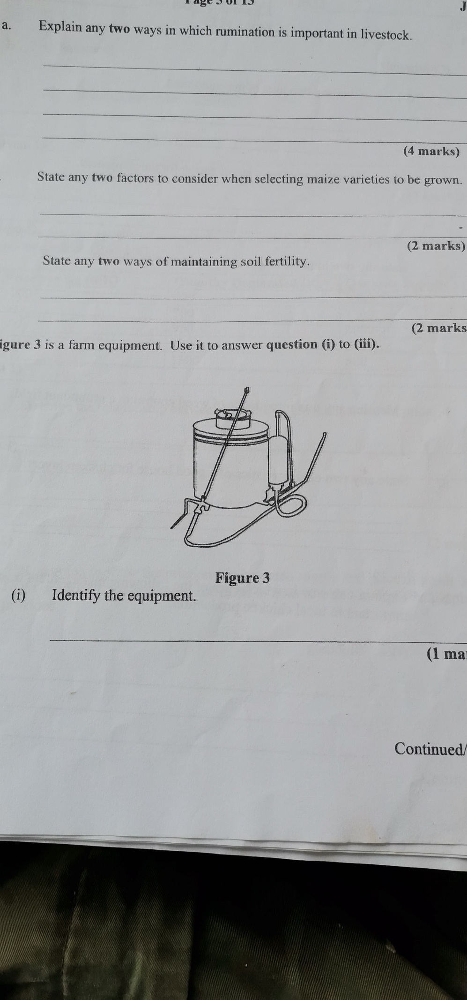 Page 5 of 13
J
a. Explain any two ways in which rumination is important in livestock.
(4 marks)
State any two factors to consider when selecting maize varieties to be grown.
(2 marks)
State any two ways of maintaining soil fertility.
(2 marks
igure 3 is a farm equipment. Use it to answer question (i) to (iii).
Figure 3
(i) Identify the equipment.
(1 mar
Continued/